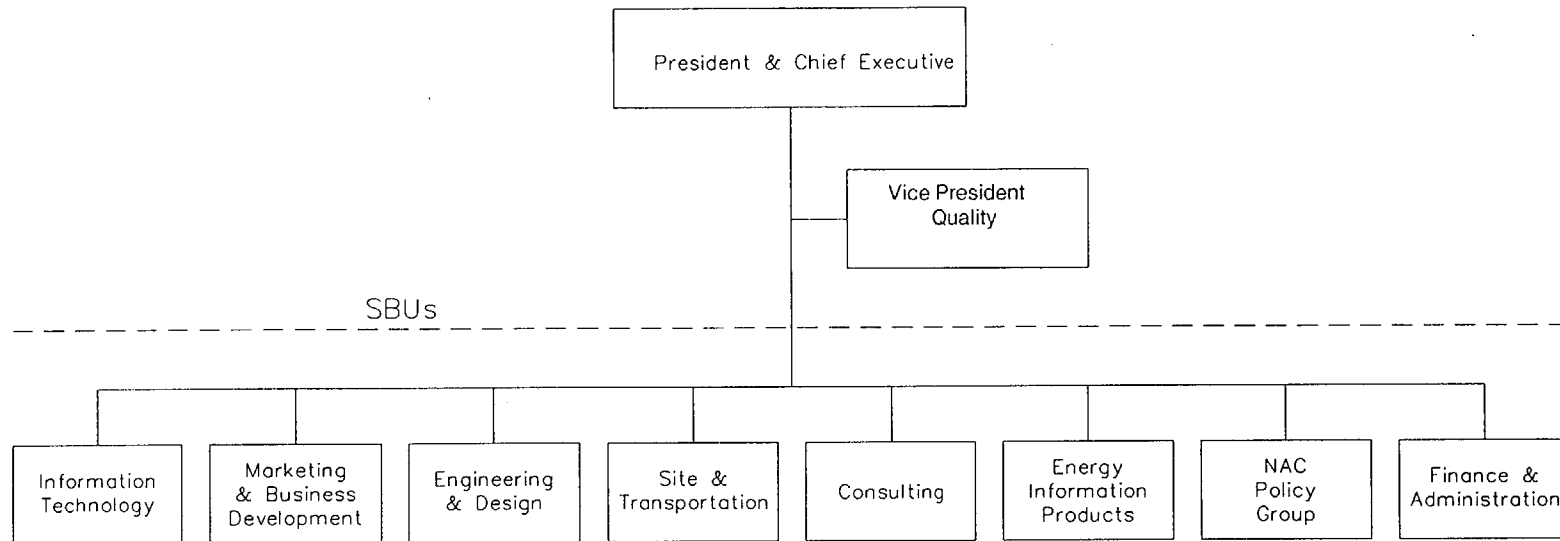 President & Chief Executive
Vice President
Quality
SBUs
Information
Technology
Marketing
& Business
Development
Engineering
& Design
Site &
Transportation
Consulting
Energy
Information
Products
NAC
Policy
Group
Finance &
Administration